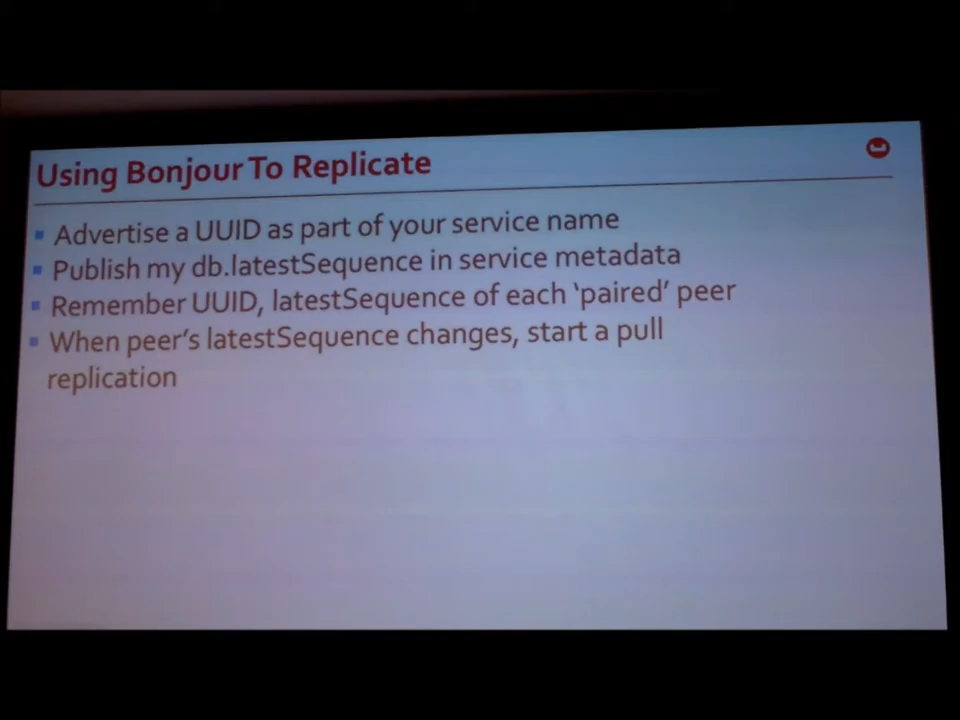 Using Bonjour To Replicate
Advertise a UUID as part of your service name
Publish my db.latestSequence in service metadata
Remember UUID, latestSequence of each ‘paired’ peer
When peer’s latestSequence changes, start a pull
replication